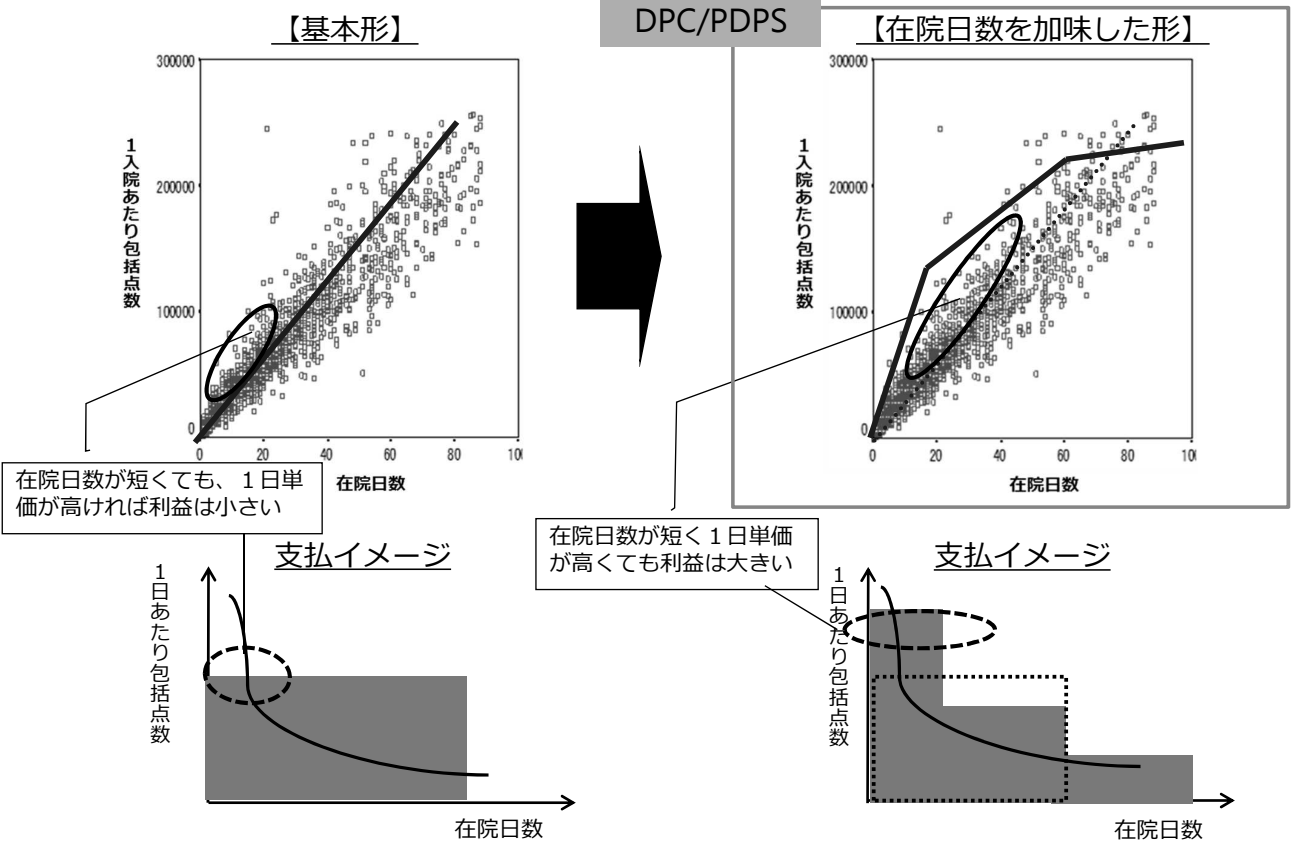 DPC/PDPS
【基本形】
300000
200000
100000
0
0
20
40
60
80
10
1入院あたり包括点数
在院日数
在院日数が短くても、１日単
価が高ければ利益は小さい
支払イメージ
1日あたり包括点数
在院日数
【在院日数を加味した形】
300000
200000
100000
0
0
20
40
60
80
10
1入院あたり包括点数
在院日数
在院日数が短く１日単価
が高くても利益は大きい
支払イメージ
1日あたり包括点数
在院日数